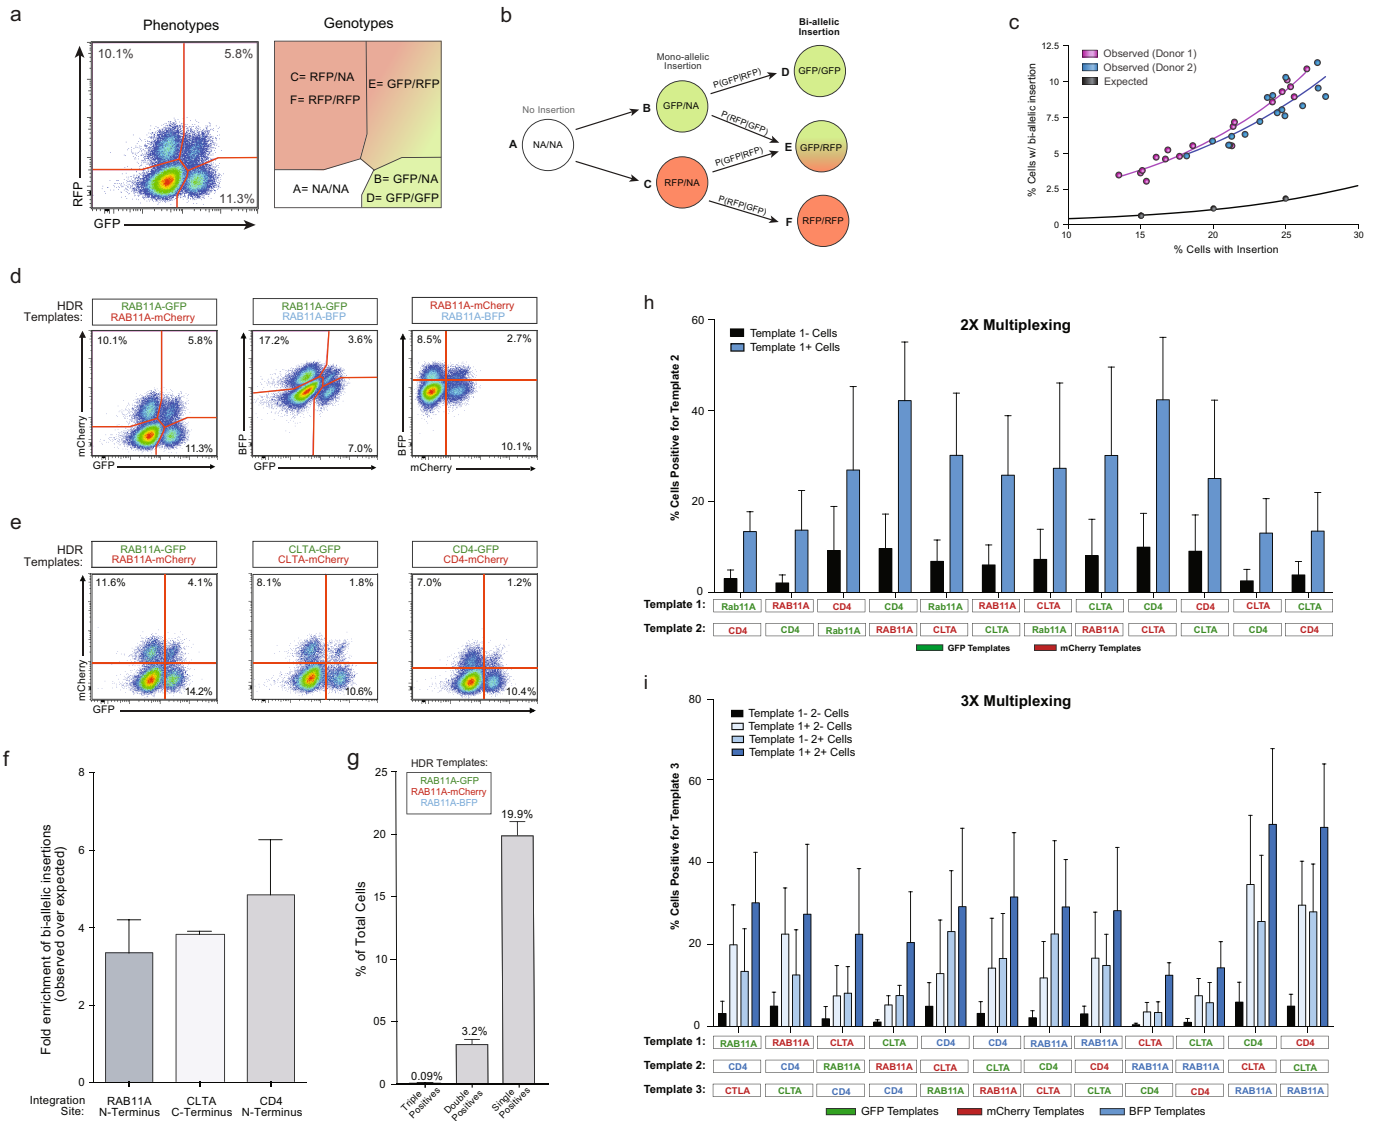 a
Phenotypes
Genotypes
10.1%
5.8%
11.3%
RFP
GFP
C= RFP/NA
F= RFP/RFP
E= GFP/RFP
A= NA/NA
B= GFP/NA
D= GFP/GFP
b
Bi-allelic
Insertion
Mono-allelic
Insertion
No Insertion
A
NA/NA
B
GFP/NA
C
RFP/NA
D
GFP/GFP
E
GFP/RFP
F
RFP/RFP
P(GFP|RFP)
P(RFP|GFP)
P(GFP|RFP)
P(RFP|GFP)
c
Observed (Donor 1)
Observed (Donor 2)
Expected
% Cells w/ bi-allelic insertion
12.5
10
7.5
5
2.5
0
10
15
20
25
30
% Cells with Insertion
d
HDR
Templates:
RAB11A-GFP
RAB11A-mCherry
RAB11A-GFP
RAB11A-BFP
RAB11A-mCherry
RAB11A-BFP
10.1%
5.8%
11.3%
mCherry
GFP
17.2%
3.6%
7.0%
BFP
GFP
8.5%
2.7%
10.1%
BFP
mCherry
e
HDR
Templates:
RAB11A-GFP
RAB11A-mCherry
CLTA-GFP
CLTA-mCherry
CD4-GFP
CD4-mCherry
11.6%
4.1%
14.2%
8.1%
1.8%
10.6%
7.0%
1.2%
10.4%
mCherry
GFP
f
Fold enrichment of bi-allelic insertions
(observed over expected)
8
6
4
2
0
Integration
Site:
RAB11A
N-Terminus
CLTA
C-Terminus
CD4
N-Terminus
g
HDR Templates:
RAB11A-GFP
RAB11A-mCherry
RAB11A-BFP
% of Total Cells
25
20
15
10
05
0
0.09%
3.2%
19.9%
Triple
Positives
Double
Positives
Single
Positives
h
2X Multiplexing
Template 1- Cells
Template 1+ Cells
% Cells Positive for Template 2
60
40
20
0
Template 1:
Rab11A
RAB11A
CD4
CD4
Rab11A
RAB11A
CLTA
CLTA
CD4
CD4
CLTA
CLTA
Template 2:
CD4
CD4
Rab11A
RAB11A
CLTA
CLTA
Rab11A
RAB11A
CLTA
CLTA
CD4
CD4
GFP Templates
mCherry Templates
i
3X Multiplexing
Template 1- 2- Cells
Template 1+ 2- Cells
Template 1- 2+ Cells
Template 1+ 2+ Cells
% Cells Positive for Template 3
80
60
40
20
0
Template 1:
RAB11A
RAB11A
CLTA
CLTA
CD4
CD4
RAB11A
RAB11A
CLTA
CLTA
CD4
CD4
Template 2:
CD4
CD4
RAB11A
RAB11A
CLTA
CLTA
CD4
CD4
RAB11A
RAB11A
CLTA
CLTA
Template 3:
CTLA
CLTA
CD4
CD4
RAB11A
RAB11A
CLTA
CLTA
CD4
CD4
RAB11A
RAB11A
GFP Templates
mCherry Templates
BFP Templates